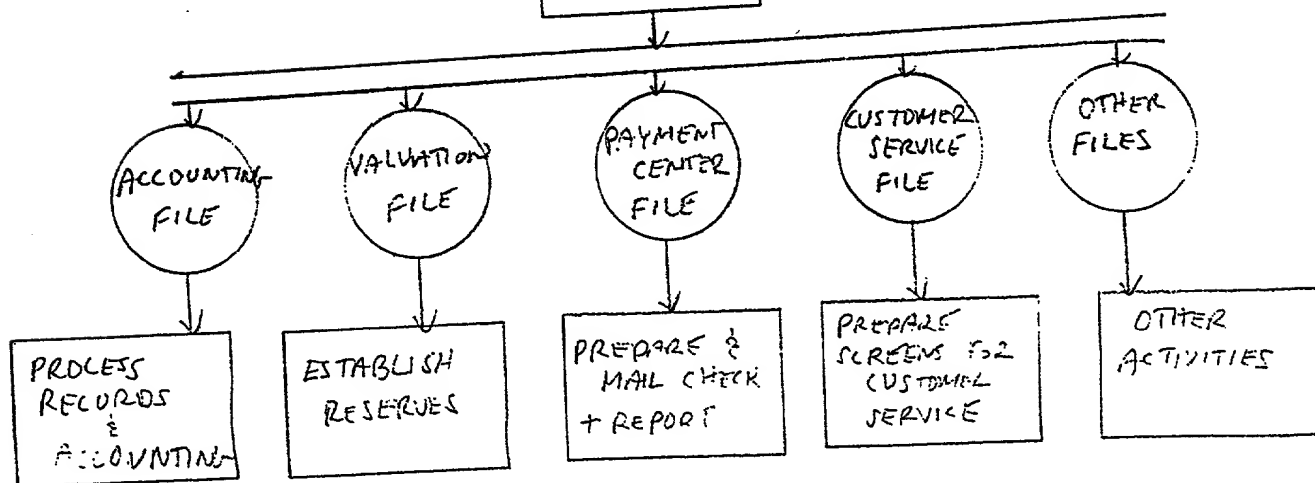 ACCOUNTING
FILE
VALUATION
FILE
PAYMENT
CENTER
FILE
CUSTOMER
SERVICE
FILE
OTHER
FILES
PROCESS
RECORDS
&
ACCOUNTING
ESTABLISH
RESERVES
PREPARE &
MAIL CHECK
+ REPORT
PREPARE
SCREENS FOR
CUSTOMER
SERVICE
OTHER
ACTIVITIES